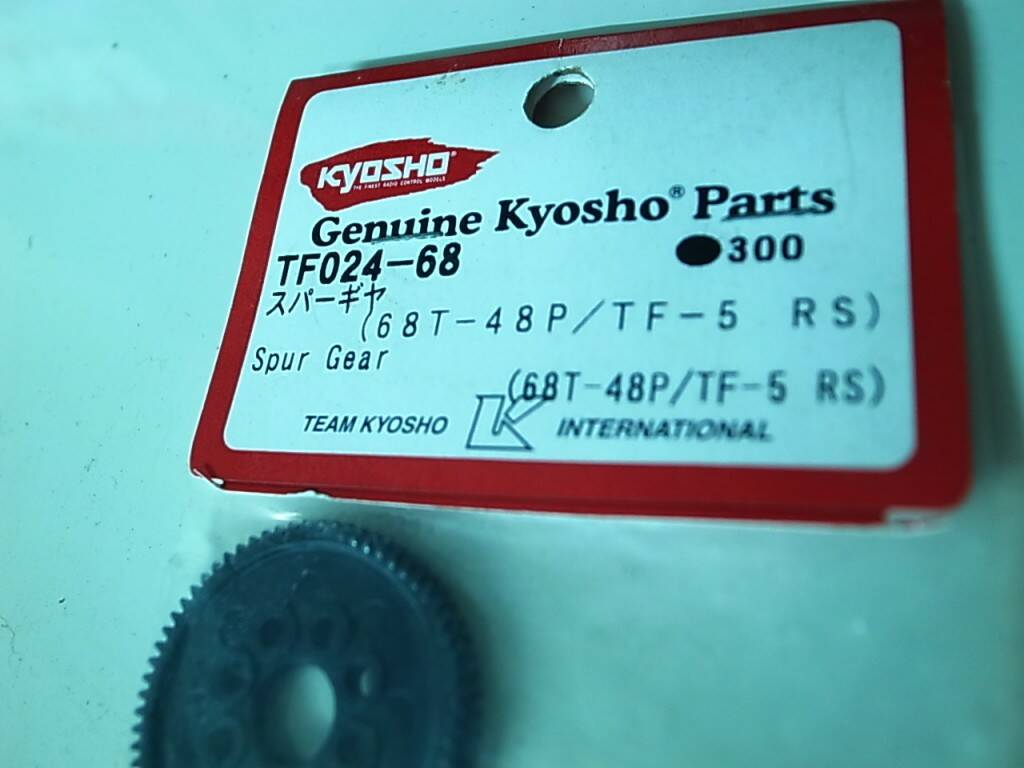 KYOSHO®
THE FINEST RADIO CONTROL MODELS
Genuine Kyosho® Parts
TF024-68 ●300
スパーギヤ
(68T-48P/TF-5 RS)
Spur Gear
(68T-48P/TF-5 RS)
TEAM KYOSHO K INTERNATIONAL